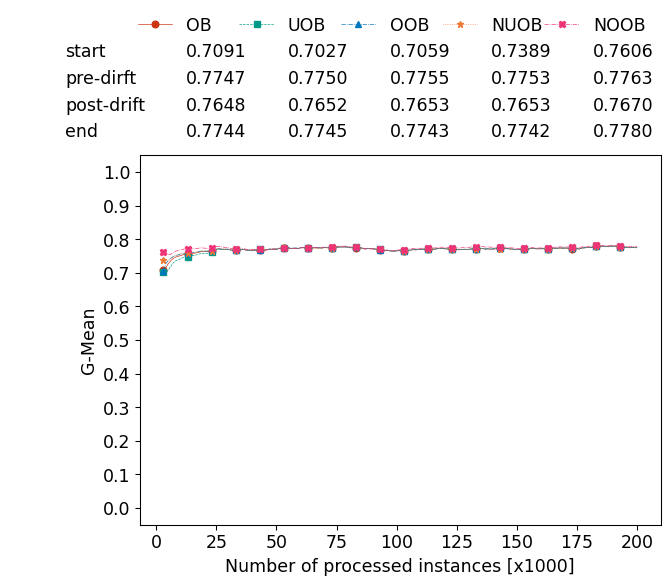 OB UOB OOB NUOB NOOB
start 0.7091 0.7027 0.7059 0.7389 0.7606
pre-dirft 0.7747 0.7750 0.7755 0.7753 0.7763
post-drift 0.7648 0.7652 0.7653 0.7653 0.7670
end 0.7744 0.7745 0.7743 0.7742 0.7780
1.0
0.9
0.8
0.7
0.6
0.5
0.4
0.3
0.2
0.1
0.0
G-Mean
0 25 50 75 100 125 150 175 200
Number of processed instances [x1000]